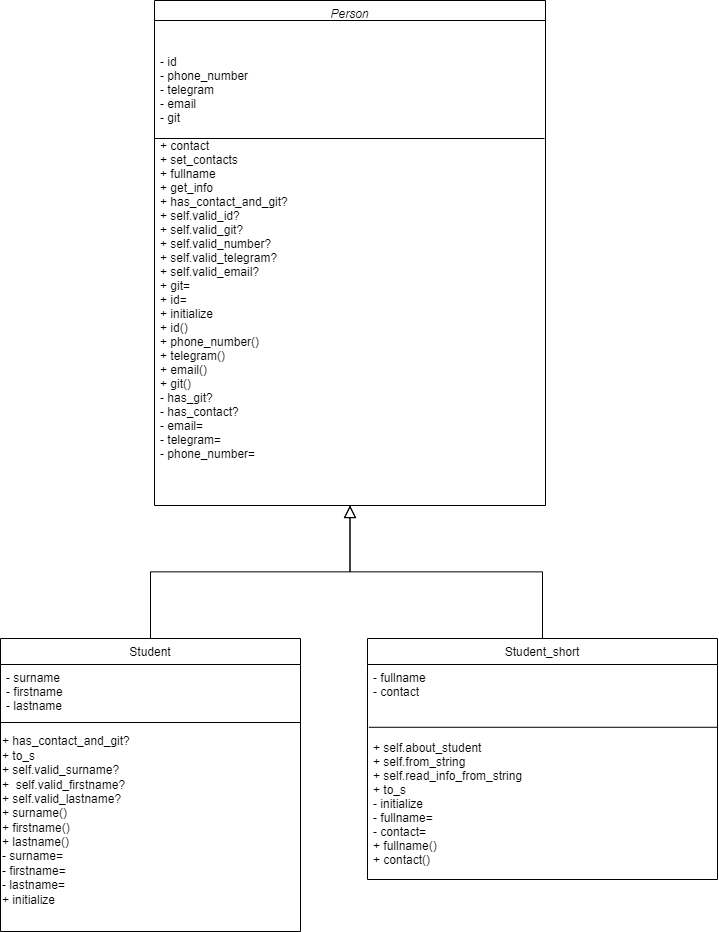 Person
- id
- phone_number
- telegram
- email
- git
+ contact
+ set_contacts
+ fullname
+ get_info
+ has_contact_and_git?
+ self.valid_id?
+ self.valid_git?
+ self.valid_number?
+ self.valid_telegram?
+ self.valid_email?
+ git=
+ id=
+ initialize
+ id()
+ phone_number()
+ telegram()
+ email()
+ git()
- has_git?
- has_contact?
- email=
- telegram=
- phone_number=
Student
- surname
- firstname
- lastname
+ has_contact_and_git?
+ to_s
+ self.valid_surname?
+ self.valid_firstname?
+ self.valid_lastname?
+ surname()
+ firstname()
+ lastname()
- surname=
- firstname=
- lastname=
+ initialize
Student_short
- fullname
- contact
+ self.about_student
+ self.from_string
+ self.read_info_from_string
+ to_s
- initialize
- fullname=
- contact=
+ fullname()
+ contact()